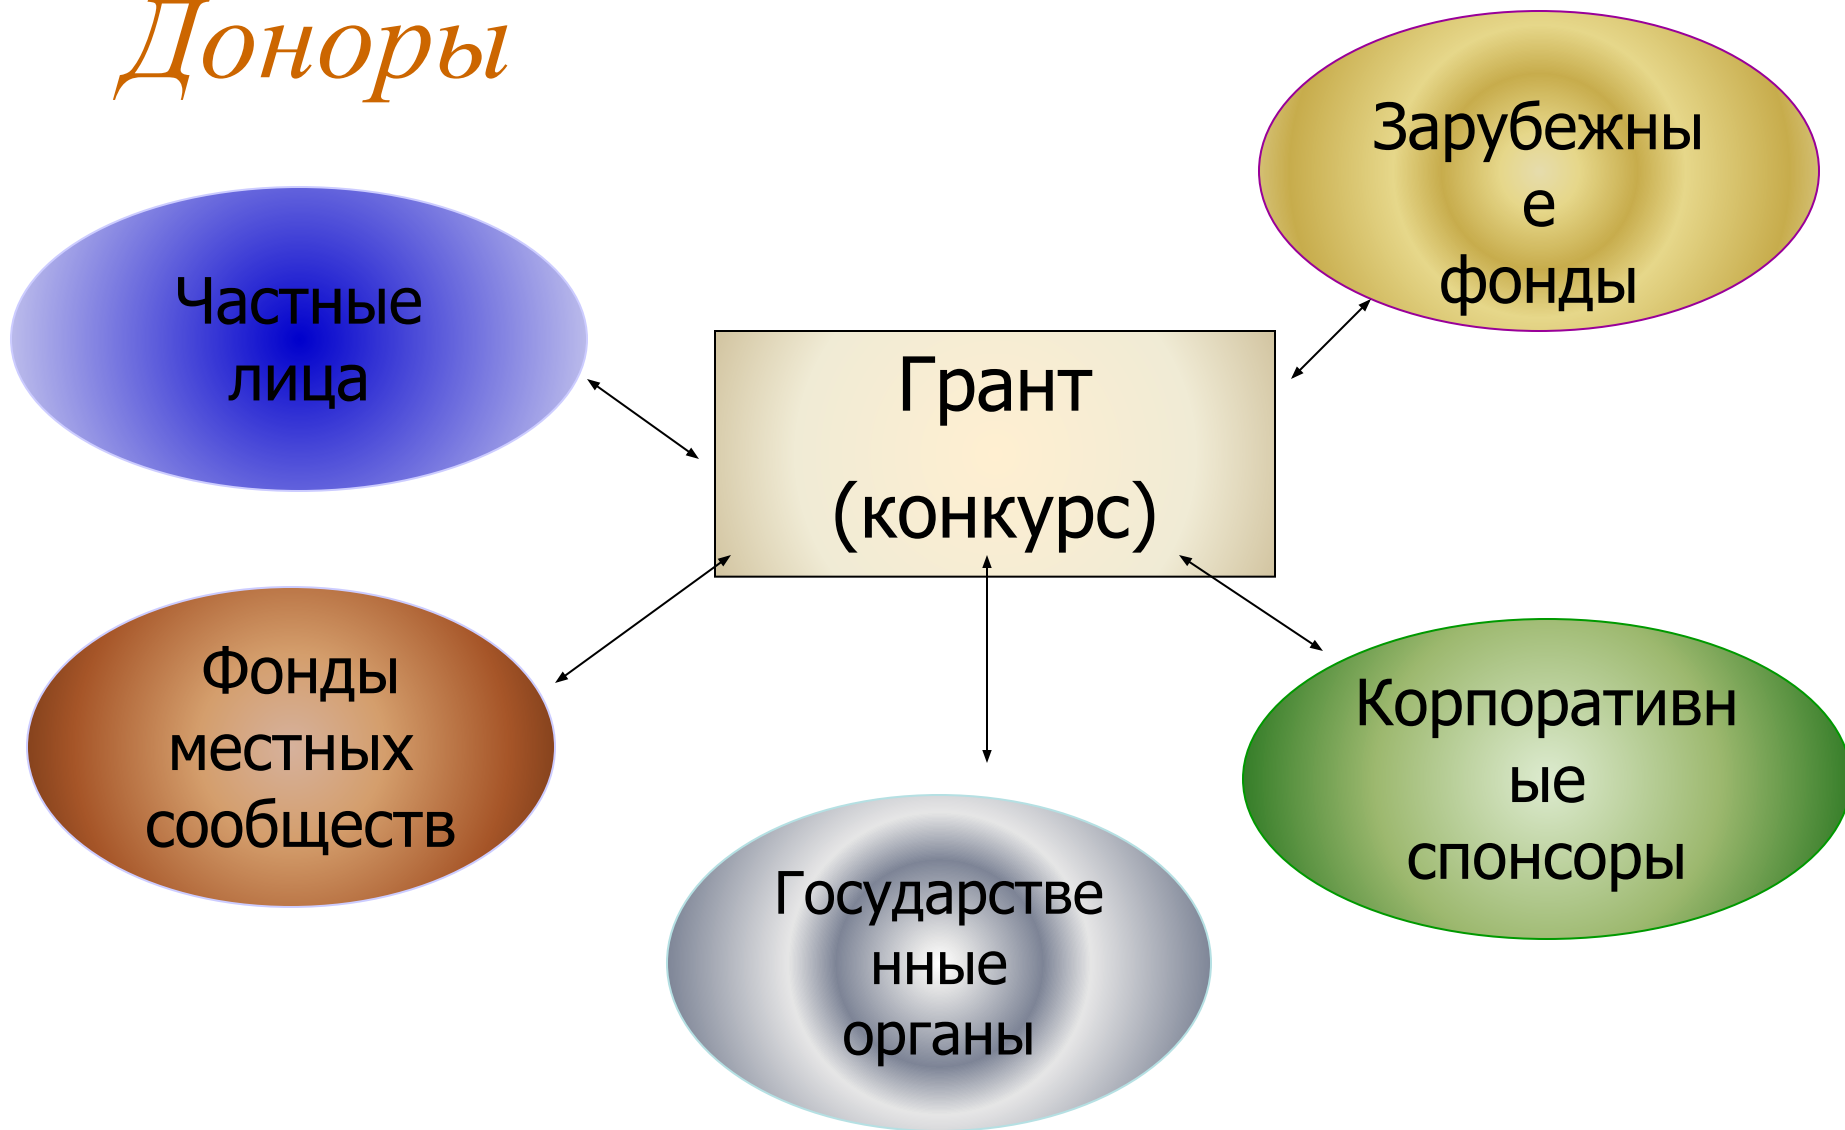 Доноры
Зарубежны
е
фонды
Частные
лица
Грант
(конкурс)
Фонды
местных
сообществ
Корпоративн
ые
спонсоры
Государстве
нные
органы